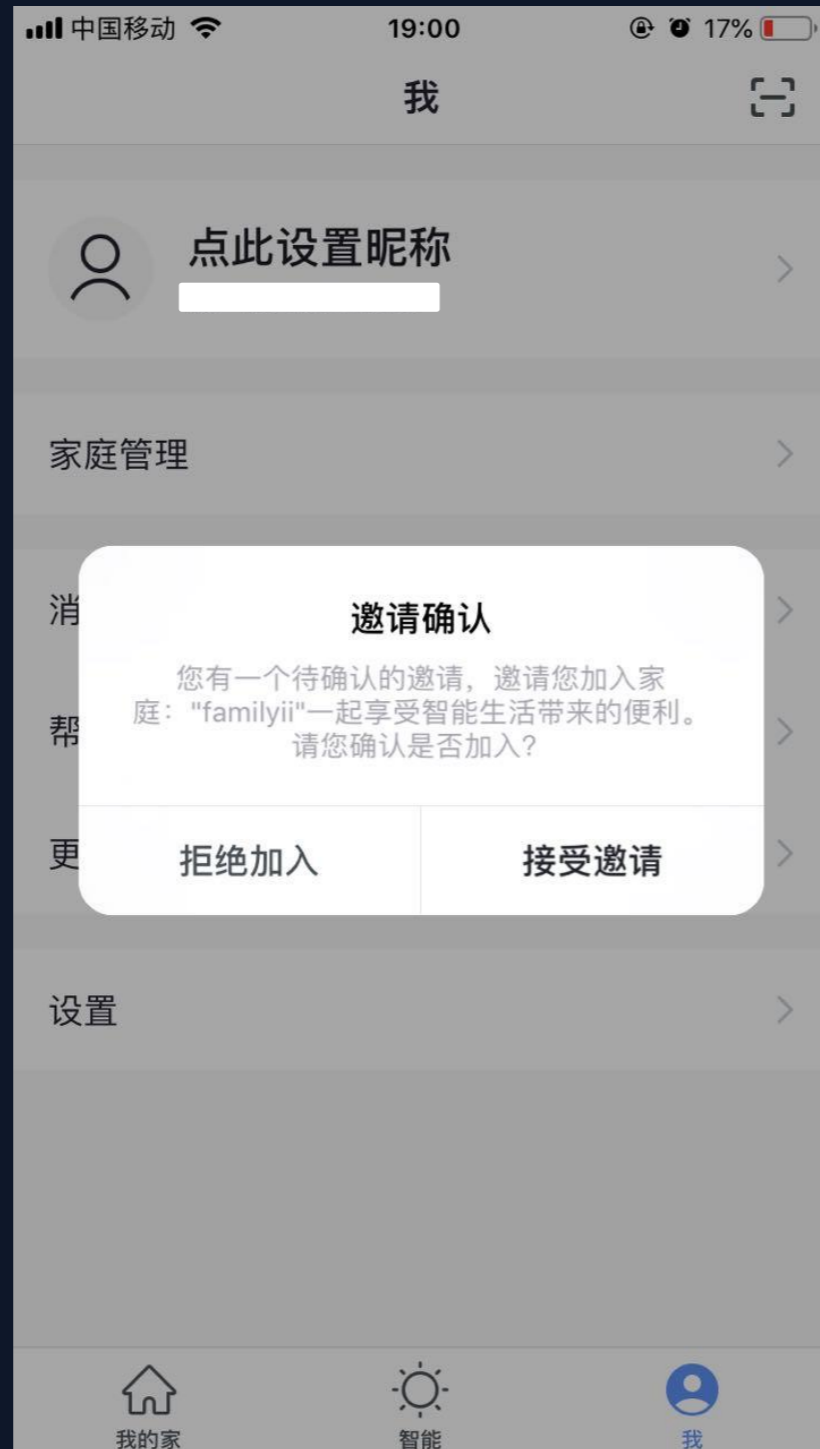 中国移动 19:00 17%
我
点此设置昵称
家庭管理
消
帮
更
邀请确认
您有一个待确认的邀请，邀请您加入家
庭："familyii"一起享受智能生活带来的便利。
请您确认是否加入？
拒绝加入 接受邀请
设置
我的家 智能 我